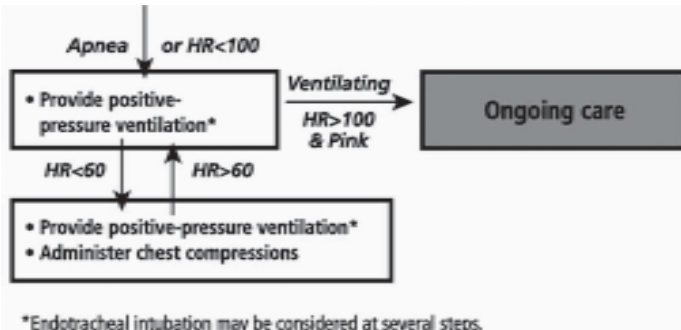 Apnea or HR<100
• Provide positive-
pressure ventilation*
Ventilating
HR>100
& Pink
Ongoing care
HR<60 HR>60
• Provide positive-pressure ventilation*
• Administer chest compressions
*Endotracheal intubation may be considered at several steps.